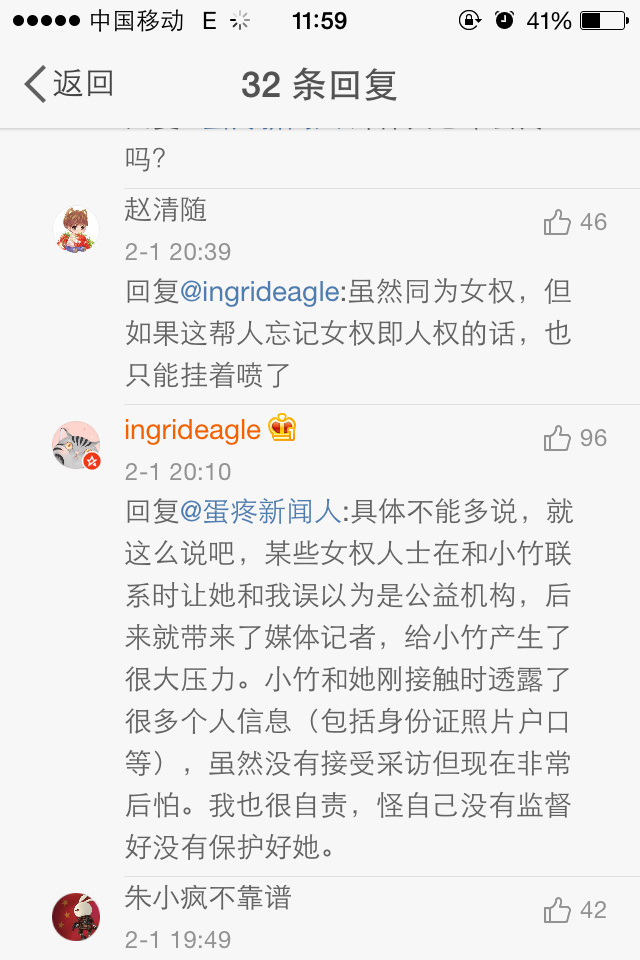 中国移动 E 11:59 41%
返回 32 条回复
吗?
赵清随
46
2-1 20:39
回复@ingrideagle:虽然同为女权，但
如果这帮人忘记女权即人权的话，也
只能挂着喷了
ingrideagle
96
2-1 20:10
回复@蛋疼新闻人:具体不能多说，就
这么说吧，某些女权人士在和小竹联
系时让她和我误以为是公益机构，后
来就带来了媒体记者，给小竹产生了
很大压力。小竹和她刚接触时透露了
很多个人信息（包括身份证照片户口
等），虽然没有接受采访但现在非常
后怕。我也很自责，怪自己没有监督
好没有保护好她。
朱小疯不靠谱
42
2-1 19:49